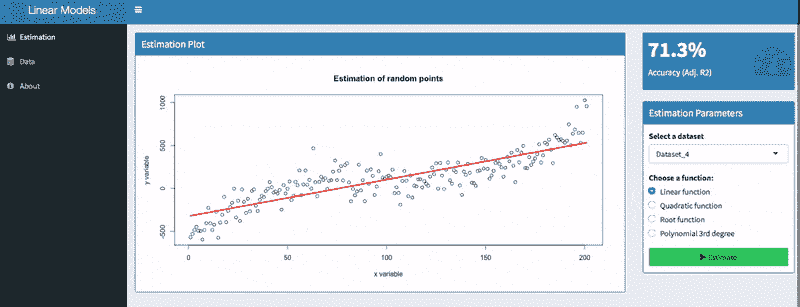 Linear Models
Estimation
Data
About
Estimation Plot
Estimation of random points
y variable
1000
500
0
-500
0
50
100
150
200
x variable
71.3%
Accuracy (Adj. R2)
Estimation Parameters
Select a dataset
Dataset_4
Choose a function:
Linear function
Quadratic function
Root function
Polynomial 3rd degree
Estimate